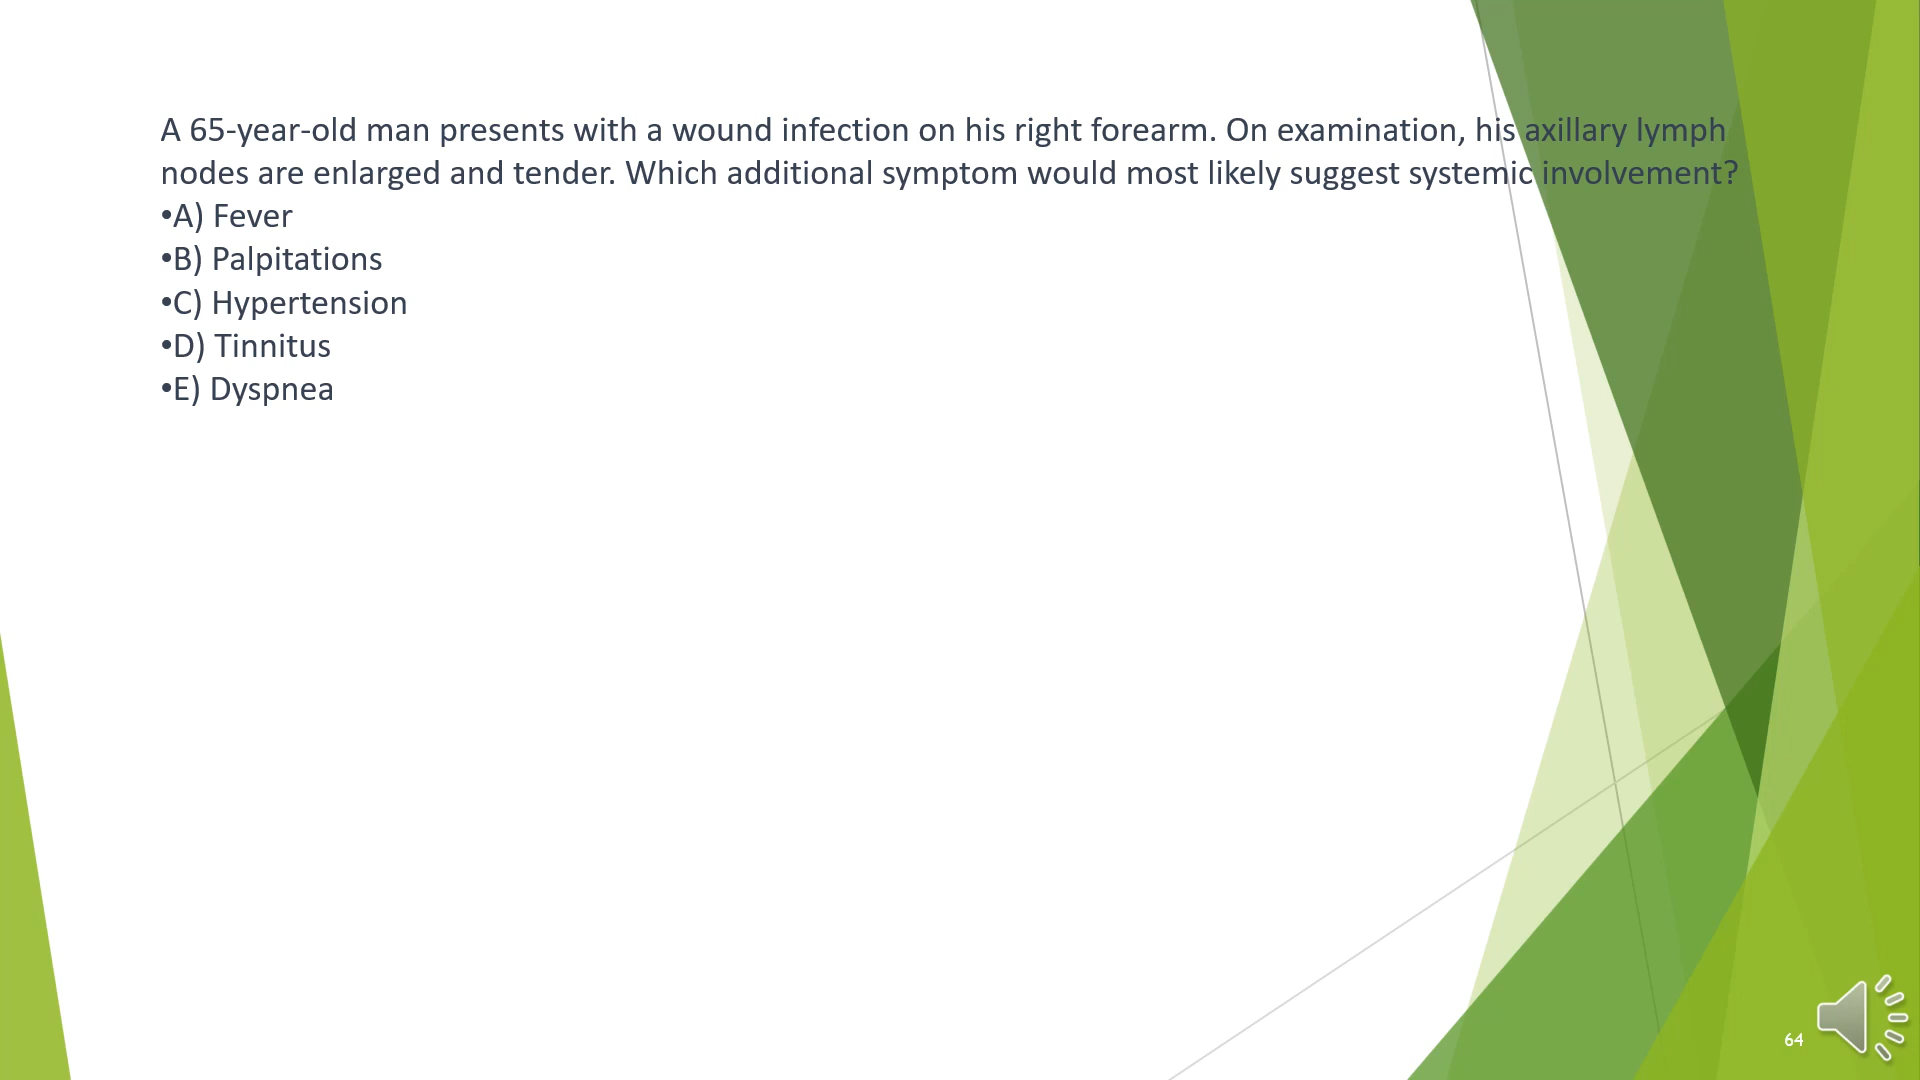 A 65-year-old man presents with a wound infection on his right forearm. On examination, his axillary lymph
nodes are enlarged and tender. Which additional symptom would most likely suggest systemic involvement?
•A) Fever
•B) Palpitations
•C) Hypertension
•D) Tinnitus
•E) Dyspnea
64